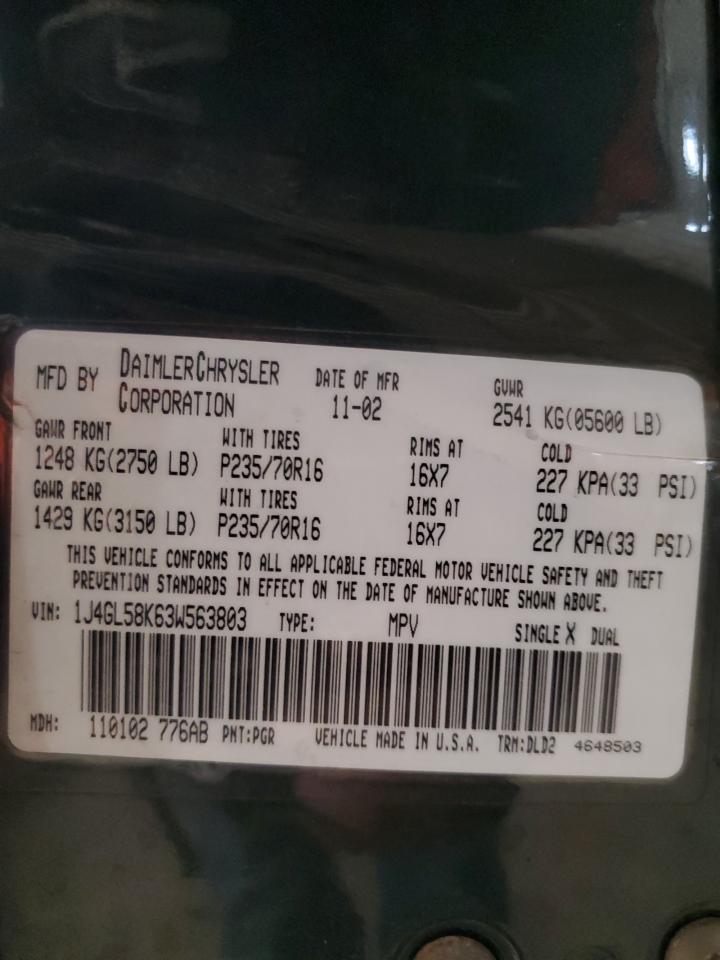 MFD BY DAIMLERCHRYSLER CORPORATION DATE OF MFR 11-02 GVWR 2541 KG(05600 LB)
GAWR FRONT WITH TIRES RIMS AT COLD
1248 KG(2750 LB) P235/70R16 16X7 227 KPA(33 PSI)
GAWR REAR WITH TIRES RIMS AT COLD
1429 KG(3150 LB) P235/70R16 16X7 227 KPA(33 PSI)
THIS VEHICLE CONFORMS TO ALL APPLICABLE FEDERAL MOTOR VEHICLE SAFETY AND THEFT
PREVENTION STANDARDS IN EFFECT ON THE DATE OF MANUFACTURE SHOWN ABOVE.
VIN: 1J4GL58K63W563803 TYPE: MPV SINGLE X DUAL
MDH: 110102 776AB PNT:PGR VEHICLE MADE IN U.S.A. TRM:DLD2 4648503